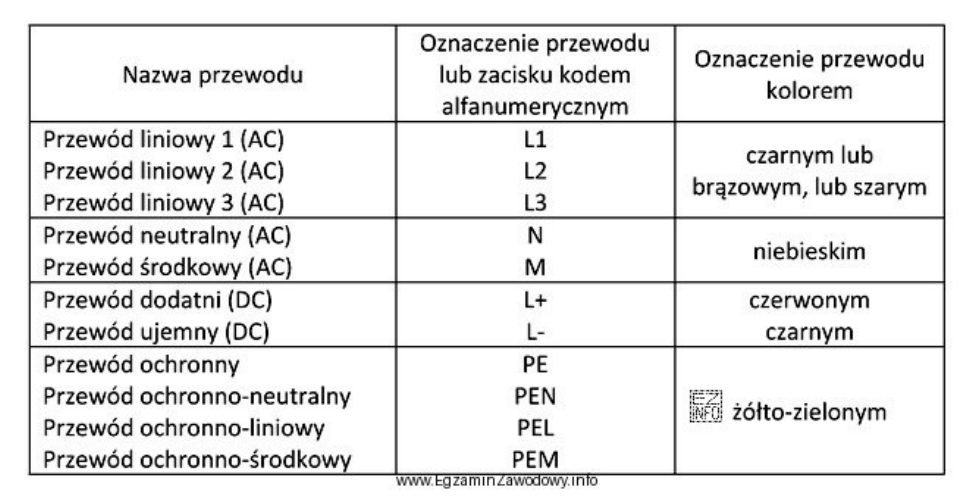 Nazwa przewodu
Oznaczenie przewodu
lub zacisku kodem
alfanumerycznym
Oznaczenie przewodu
kolorem
Przewód liniowy 1 (AC)
L1
Przewód liniowy 2 (AC)
L2
Przewód liniowy 3 (AC)
L3
czarnym lub
brązowym, lub szarym
Przewód neutralny (AC)
N
Przewód środkowy (AC)
M
niebieskim
Przewód dodatni (DC)
L+
czerwonym
Przewód ujemny (DC)
L-
czarnym
Przewód ochronny
PE
Przewód ochronno-neutralny
PEN
Przewód ochronno-liniowy
PEL
Przewód ochronno-środkowy
PEM
EZ
INFO
żółto-zielonym
www.EgzaminZawodowy.info